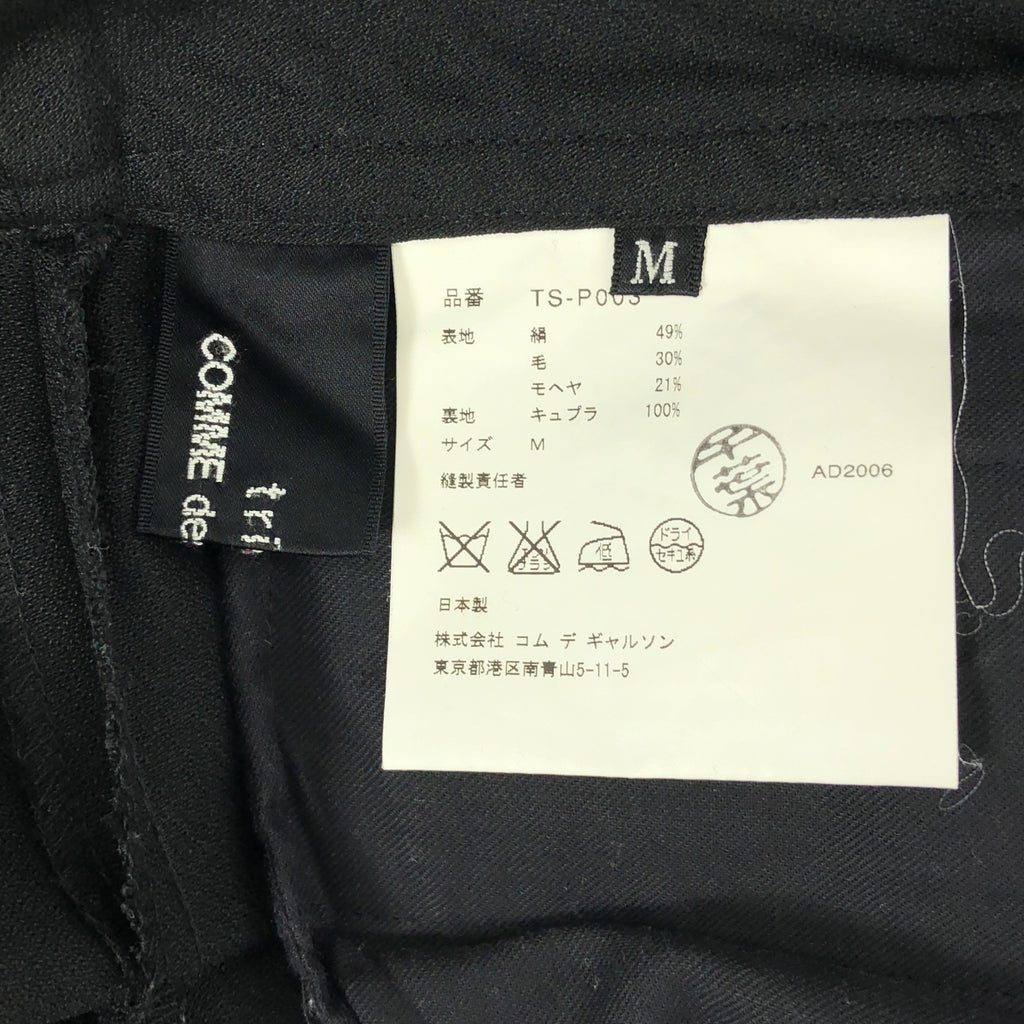 COMME de
M
品番 TS-P003
表地 絹 49%
毛 30%
モヘヤ 21%
裏地 キュプラ 100%
サイズ M
縫製責任者
千葉
AD2006
低
ドライ
セキユ系
日本製
株式会社 コム デ ギャルソン
東京都港区南青山5-11-5